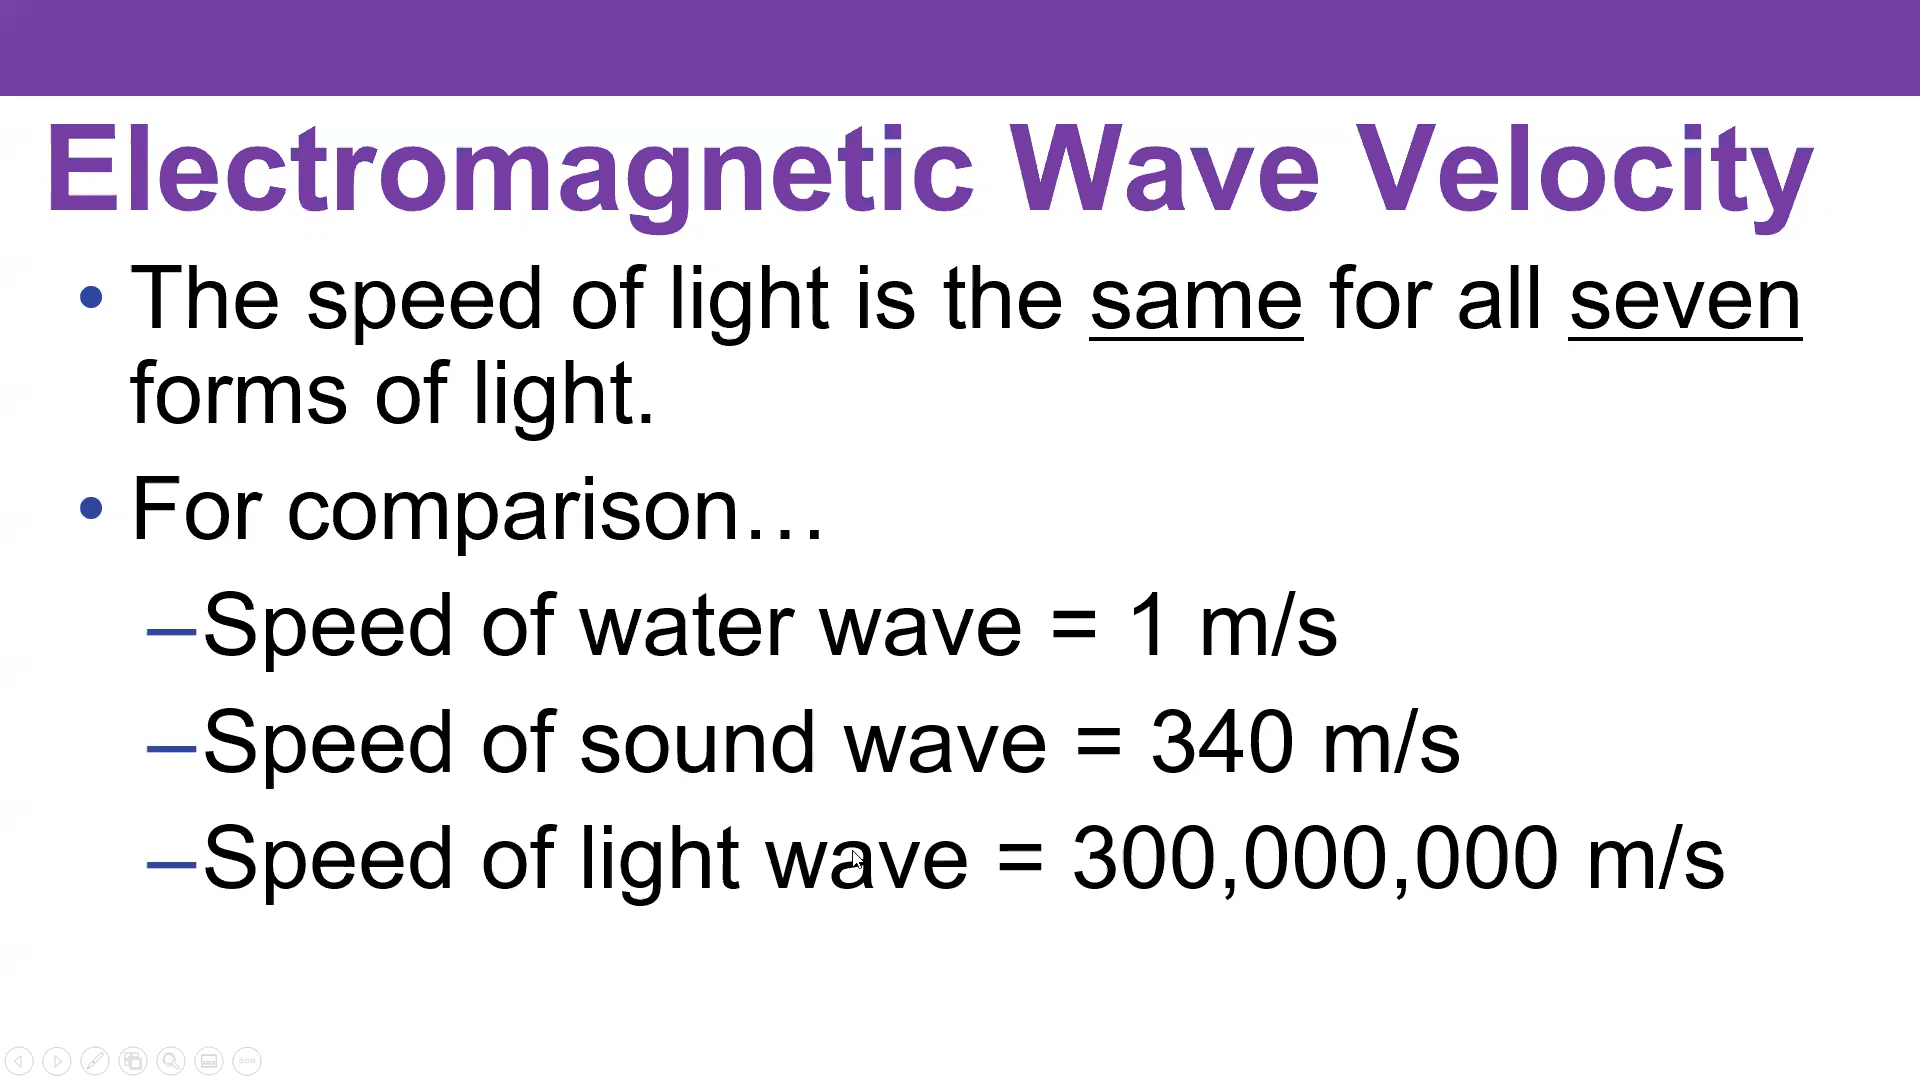 Electromagnetic Wave Velocity
• The speed of light is the same for all seven
forms of light.
• For comparison…
–Speed of water wave = 1 m/s
–Speed of sound wave = 340 m/s
–Speed of light wave = 300,000,000 m/s